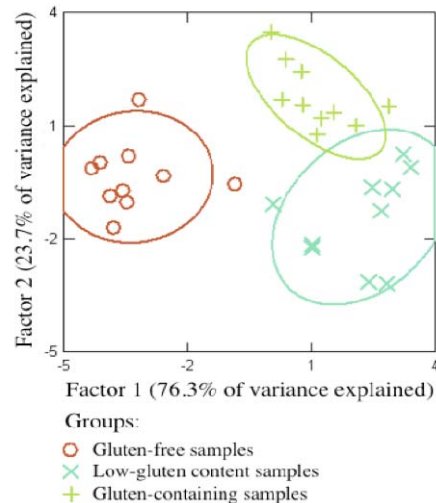 Factor 2 (23.7% of variance explained)
4
1
-2
-5
-5 -2 1 4
Factor 1 (76.3% of variance explained)
Groups:
Gluten-free samples
Low-gluten content samples
Gluten-containing samples